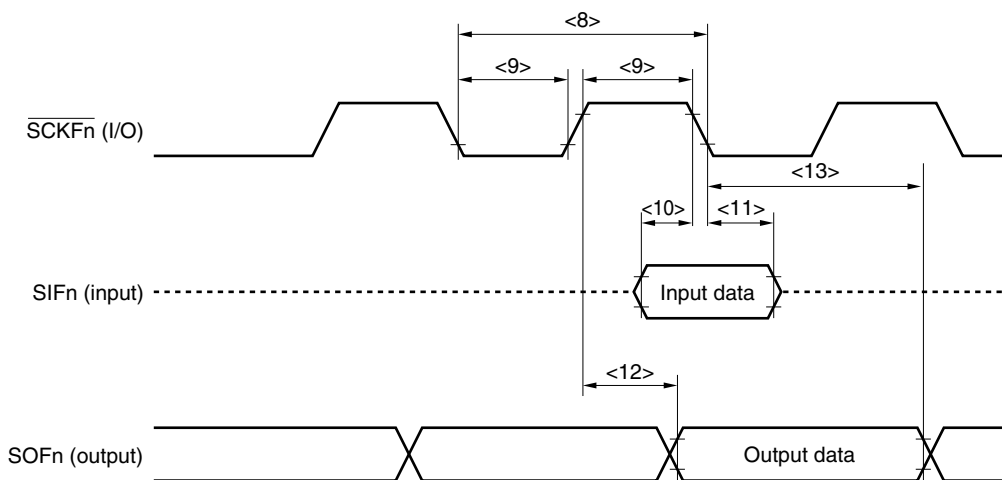 <8>
<9> <9>
SCKFn (I/O)
<13>
<10> <11>
SIFn (input) Input data
<12>
SOFn (output) Output data